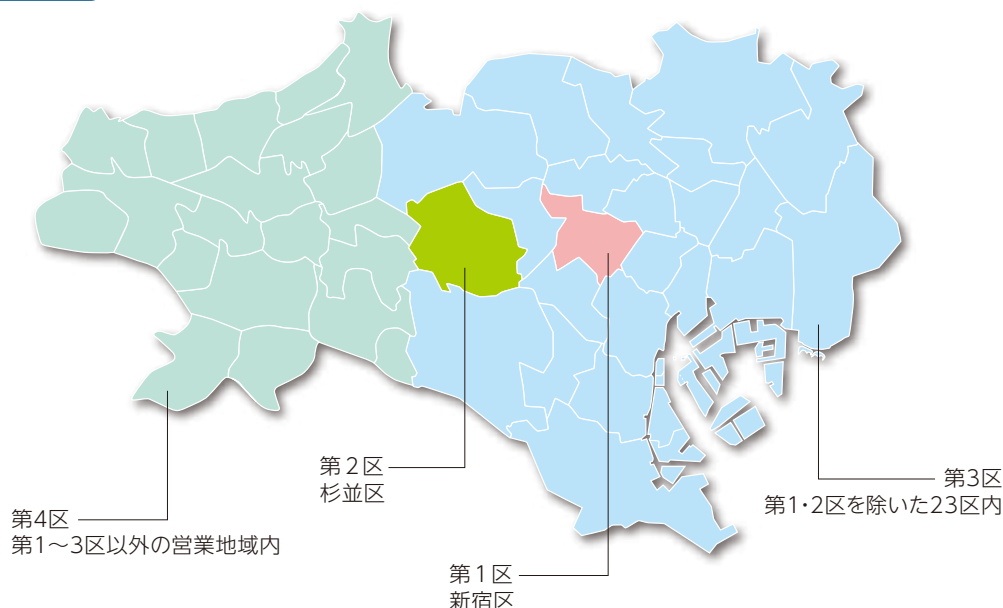 第2区
杉並区
第3区
第1・2区を除いた23区内
第4区
第1～3区以外の営業地域内
第1区
新宿区